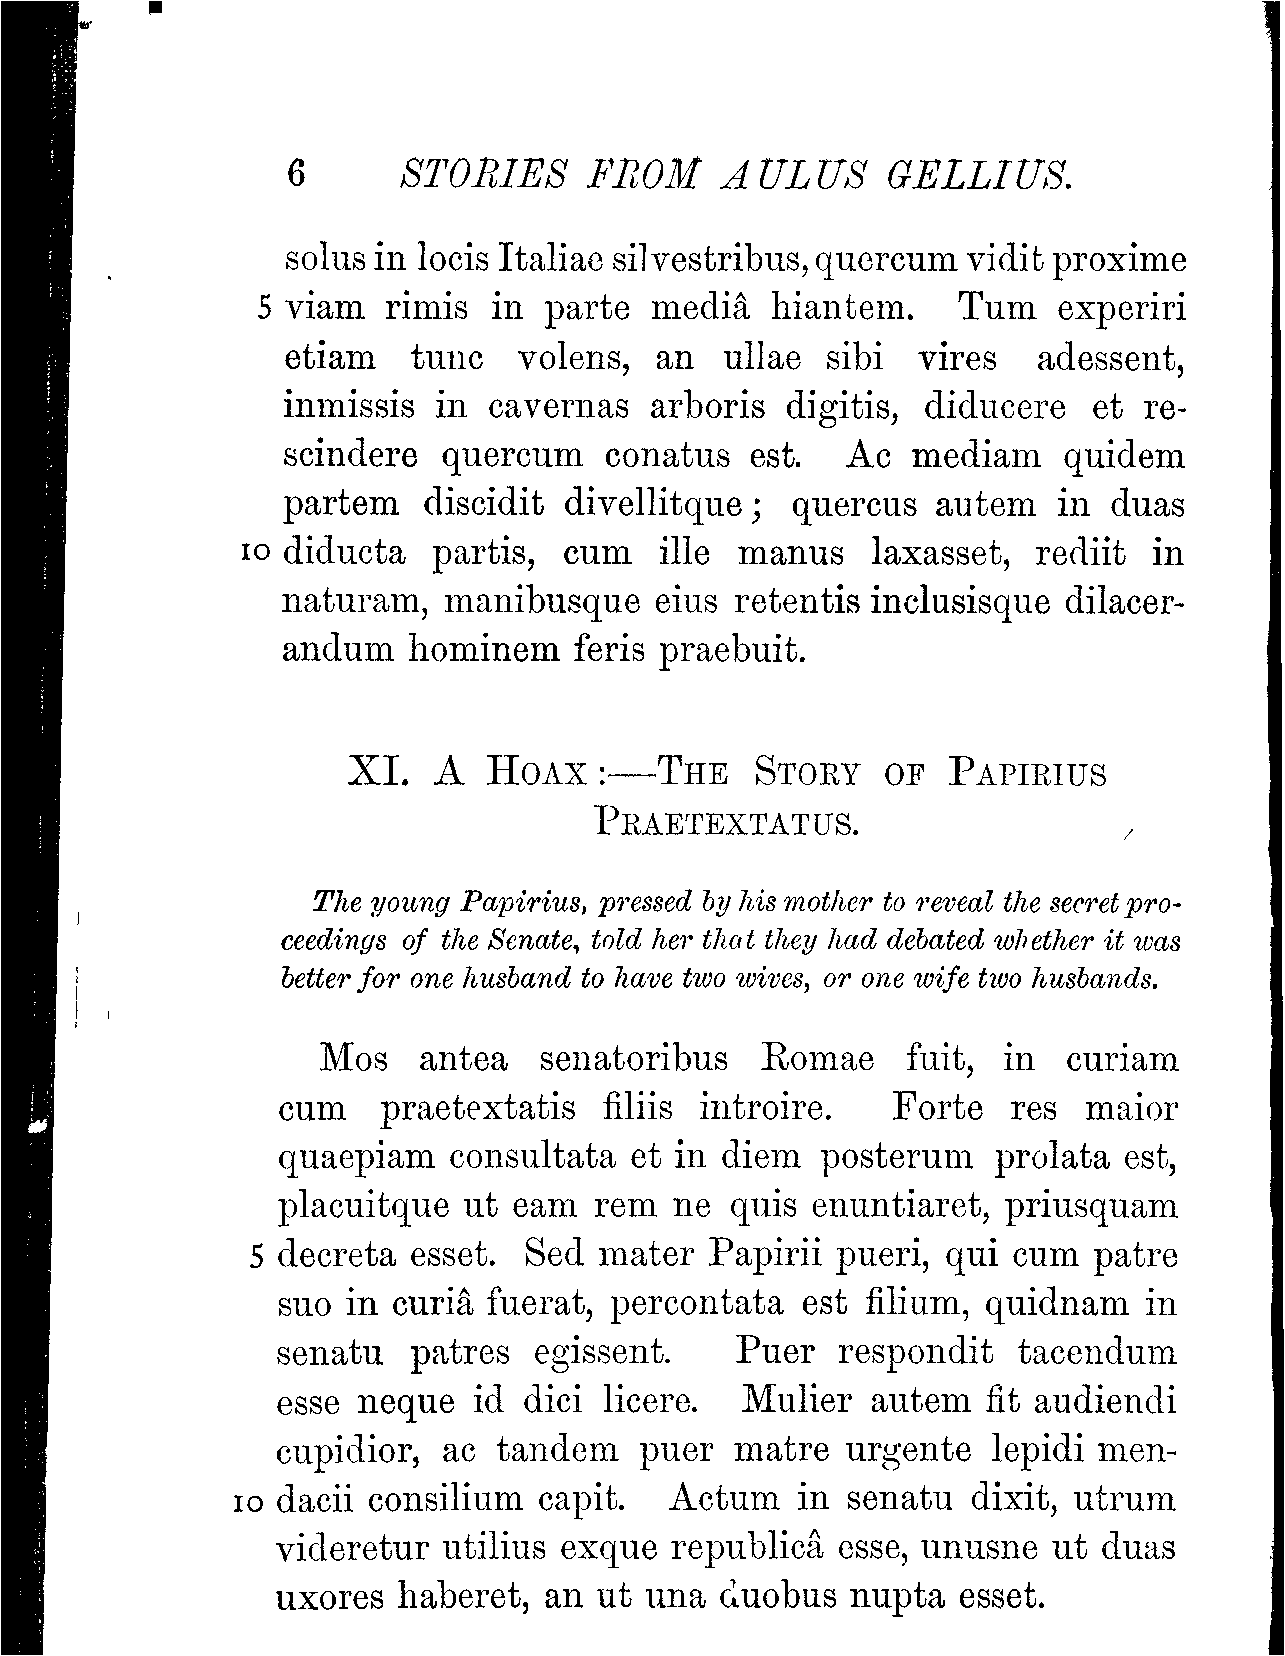 6 STORIES FROM AULUS GELLIUS.
solus in locis Italiae silvestribus, quercum vidit proxime
5 viam rimis in parte mediâ hiantem. Tum experiri
etiam tunc volens, an ullae sibi vires adessent,
inmissis in cavernas arboris digitis, diducere et re-
scindere quercum conatus est. Ac mediam quidem
partem discidit divellitque; quercus autem in duas
10 diducta partis, cum ille manus laxasset, rediit in
naturam, manibusque eius retentis inclusisque dilacer-
andum hominem feris praebuit.
XI. A HOAX:—THE STORY OF PAPIRIUS
PRAETEXTATUS.
The young Papirius, pressed by his mother to reveal the secret pro-
ceedings of the Senate, told her that they had debated whether it was
better for one husband to have two wives, or one wife two husbands.
Mos antea senatoribus Romae fuit, in curiam
cum praetextatis filiis introire. Forte res maior
quaepiam consultata et in diem posterum prolata est,
placuitque ut eam rem ne quis enuntiaret, priusquam
5 decreta esset. Sed mater Papirii pueri, qui cum patre
suo in curiâ fuerat, percontata est filium, quidnam in
senatu patres egissent. Puer respondit tacendum
esse neque id dici licere. Mulier autem fit audiendi
cupidior, ac tandem puer matre urgente lepidi men-
10 dacii consilium capit. Actum in senatu dixit, utrum
videretur utilius exque republicâ esse, unusne ut duas
uxores haberet, an ut una duobus nupta esset.